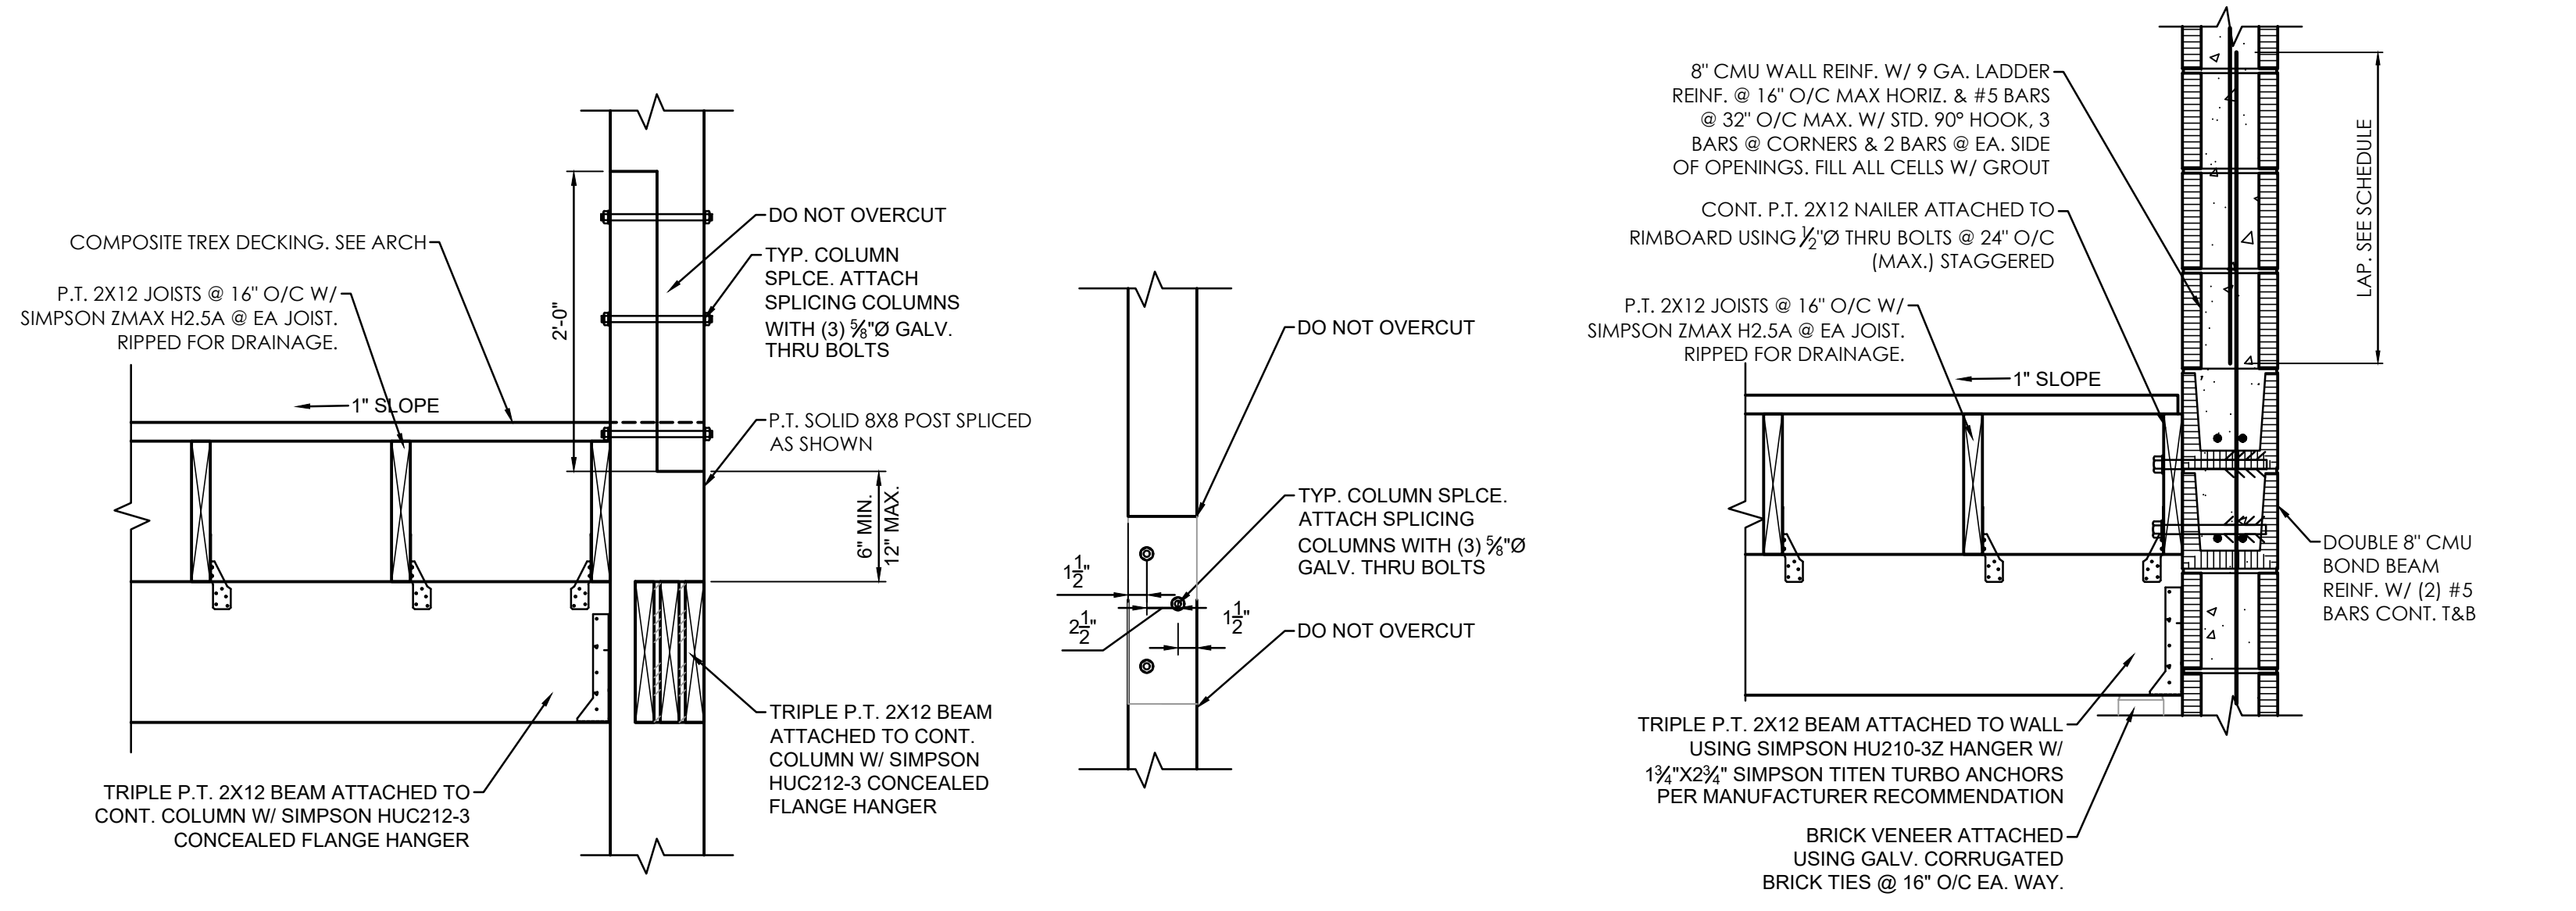 COMPOSITE TREX DECKING. SEE ARCH
P.T. 2X12 JOISTS @ 16" O/C W/
SIMPSON ZMAX H2.5A @ EA JOIST.
RIPPED FOR DRAINAGE.
1" SLOPE
2'-0"
DO NOT OVERCUT
TYP. COLUMN
SPLCE. ATTACH
SPLICING COLUMNS
WITH (3) ⅝"Ø GALV.
THRU BOLTS
P.T. SOLID 8X8 POST SPLICED
AS SHOWN
6" MIN.
12" MAX.
TRIPLE P.T. 2X12 BEAM
ATTACHED TO CONT.
COLUMN W/ SIMPSON
HUC212-3 CONCEALED
FLANGE HANGER
TRIPLE P.T. 2X12 BEAM ATTACHED TO
CONT. COLUMN W/ SIMPSON HUC212-3
CONCEALED FLANGE HANGER
DO NOT OVERCUT
TYP. COLUMN SPLCE.
ATTACH SPLICING
COLUMNS WITH (3) ⅝"Ø
GALV. THRU BOLTS
1½"
2½"
1½"
DO NOT OVERCUT
8" CMU WALL REINF. W/ 9 GA. LADDER
REINF. @ 16" O/C MAX HORIZ. & #5 BARS
@ 32" O/C MAX. W/ STD. 90° HOOK, 3
BARS @ CORNERS & 2 BARS @ EA. SIDE
OF OPENINGS. FILL ALL CELLS W/ GROUT
CONT. P.T. 2X12 NAILER ATTACHED TO
RIMBOARD USING ½"Ø THRU BOLTS @ 24" O/C
(MAX.) STAGGERED
P.T. 2X12 JOISTS @ 16" O/C W/
SIMPSON ZMAX H2.5A @ EA JOIST.
RIPPED FOR DRAINAGE.
1" SLOPE
LAP. SEE SCHEDULE
DOUBLE 8" CMU
BOND BEAM
REINF. W/ (2) #5
BARS CONT. T&B
TRIPLE P.T. 2X12 BEAM ATTACHED TO WALL
USING SIMPSON HU210-3Z HANGER W/
1¾"X2¾" SIMPSON TITEN TURBO ANCHORS
PER MANUFACTURER RECOMMENDATION
BRICK VENEER ATTACHED
USING GALV. CORRUGATED
BRICK TIES @ 16" O/C EA. WAY.